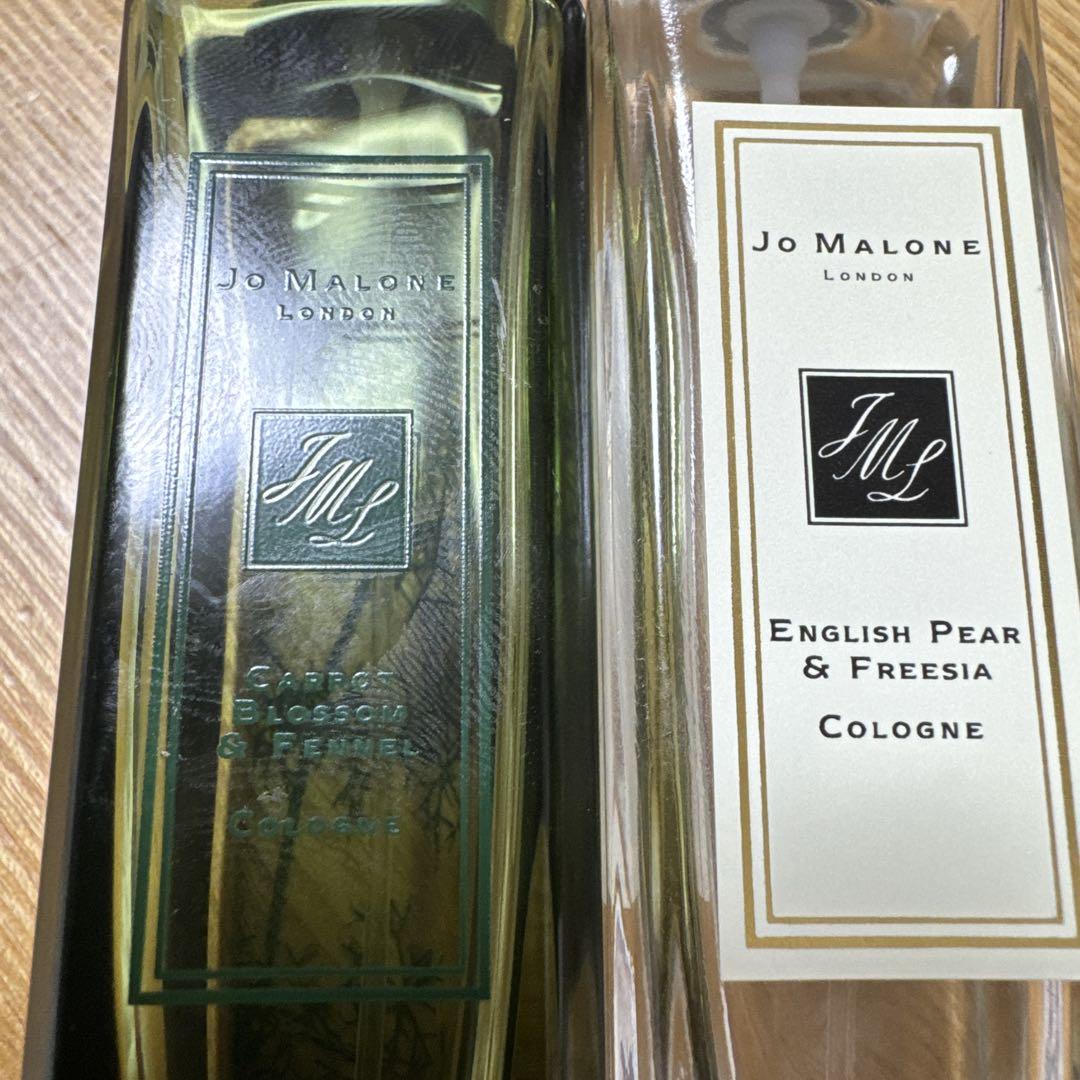 JO MALONE
LONDON
JML
CARROT
BLOSSOM
& FENNEL
COLOGNE
JO MALONE
LONDON
JML
ENGLISH PEAR
& FREESIA
COLOGNE